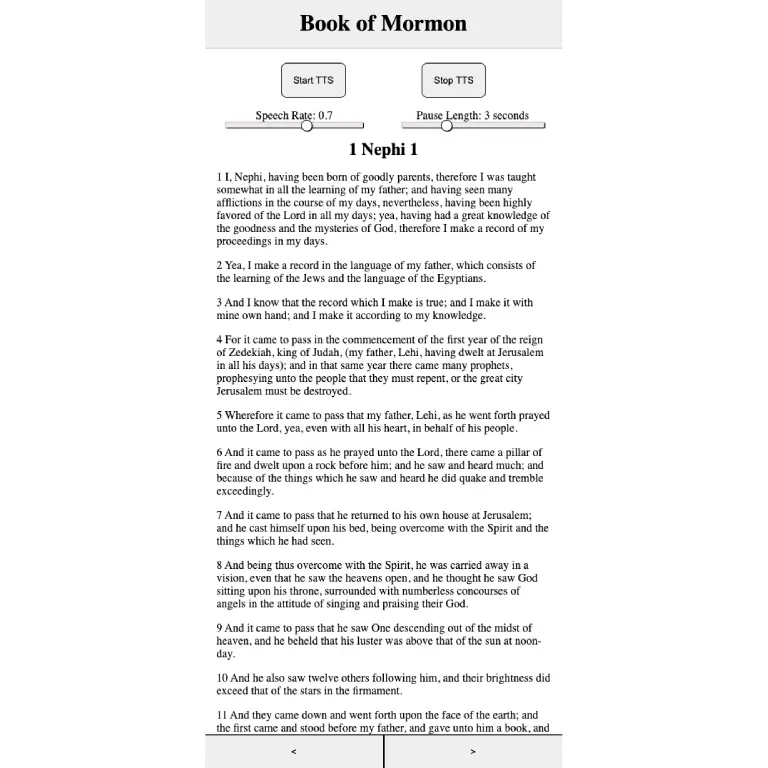 Book of Mormon
Start TTS
Stop TTS
Speech Rate: 0.7
Pause Length: 3 seconds
1 Nephi 1
1 I, Nephi, having been born of goodly parents, therefore I was taught
somewhat in all the learning of my father; and having seen many
afflictions in the course of my days, nevertheless, having been highly
favored of the Lord in all my days; yea, having had a great knowledge of
the goodness and the mysteries of God, therefore I make a record of my
proceedings in my days.
2 Yea, I make a record in the language of my father, which consists of
the learning of the Jews and the language of the Egyptians.
3 And I know that the record which I make is true; and I make it with
mine own hand; and I make it according to my knowledge.
4 For it came to pass in the commencement of the first year of the reign
of Zedekiah, king of Judah, (my father, Lehi, having dwelt at Jerusalem
in all his days); and in that same year there came many prophets,
prophesying unto the people that they must repent, or the great city
Jerusalem must be destroyed.
5 Wherefore it came to pass that my father, Lehi, as he went forth prayed
unto the Lord, yea, even with all his heart, in behalf of his people.
6 And it came to pass as he prayed unto the Lord, there came a pillar of
fire and dwelt upon a rock before him; and he saw and heard much; and
because of the things which he saw and heard he did quake and tremble
exceedingly.
7 And it came to pass that he returned to his own house at Jerusalem;
and he cast himself upon his bed, being overcome with the Spirit and the
things which he had seen.
8 And being thus overcome with the Spirit, he was carried away in a
vision, even that he saw the heavens open, and he thought he saw God
sitting upon his throne, surrounded with numberless concourses of
angels in the attitude of singing and praising their God.
9 And it came to pass that he saw One descending out of the midst of
heaven, and he beheld that his luster was above that of the sun at noon-
day.
10 And he also saw twelve others following him, and their brightness did
exceed that of the stars in the firmament.
11 And they came down and went forth upon the face of the earth; and
the first came and stood before my father, and gave unto him a book, and
<
>